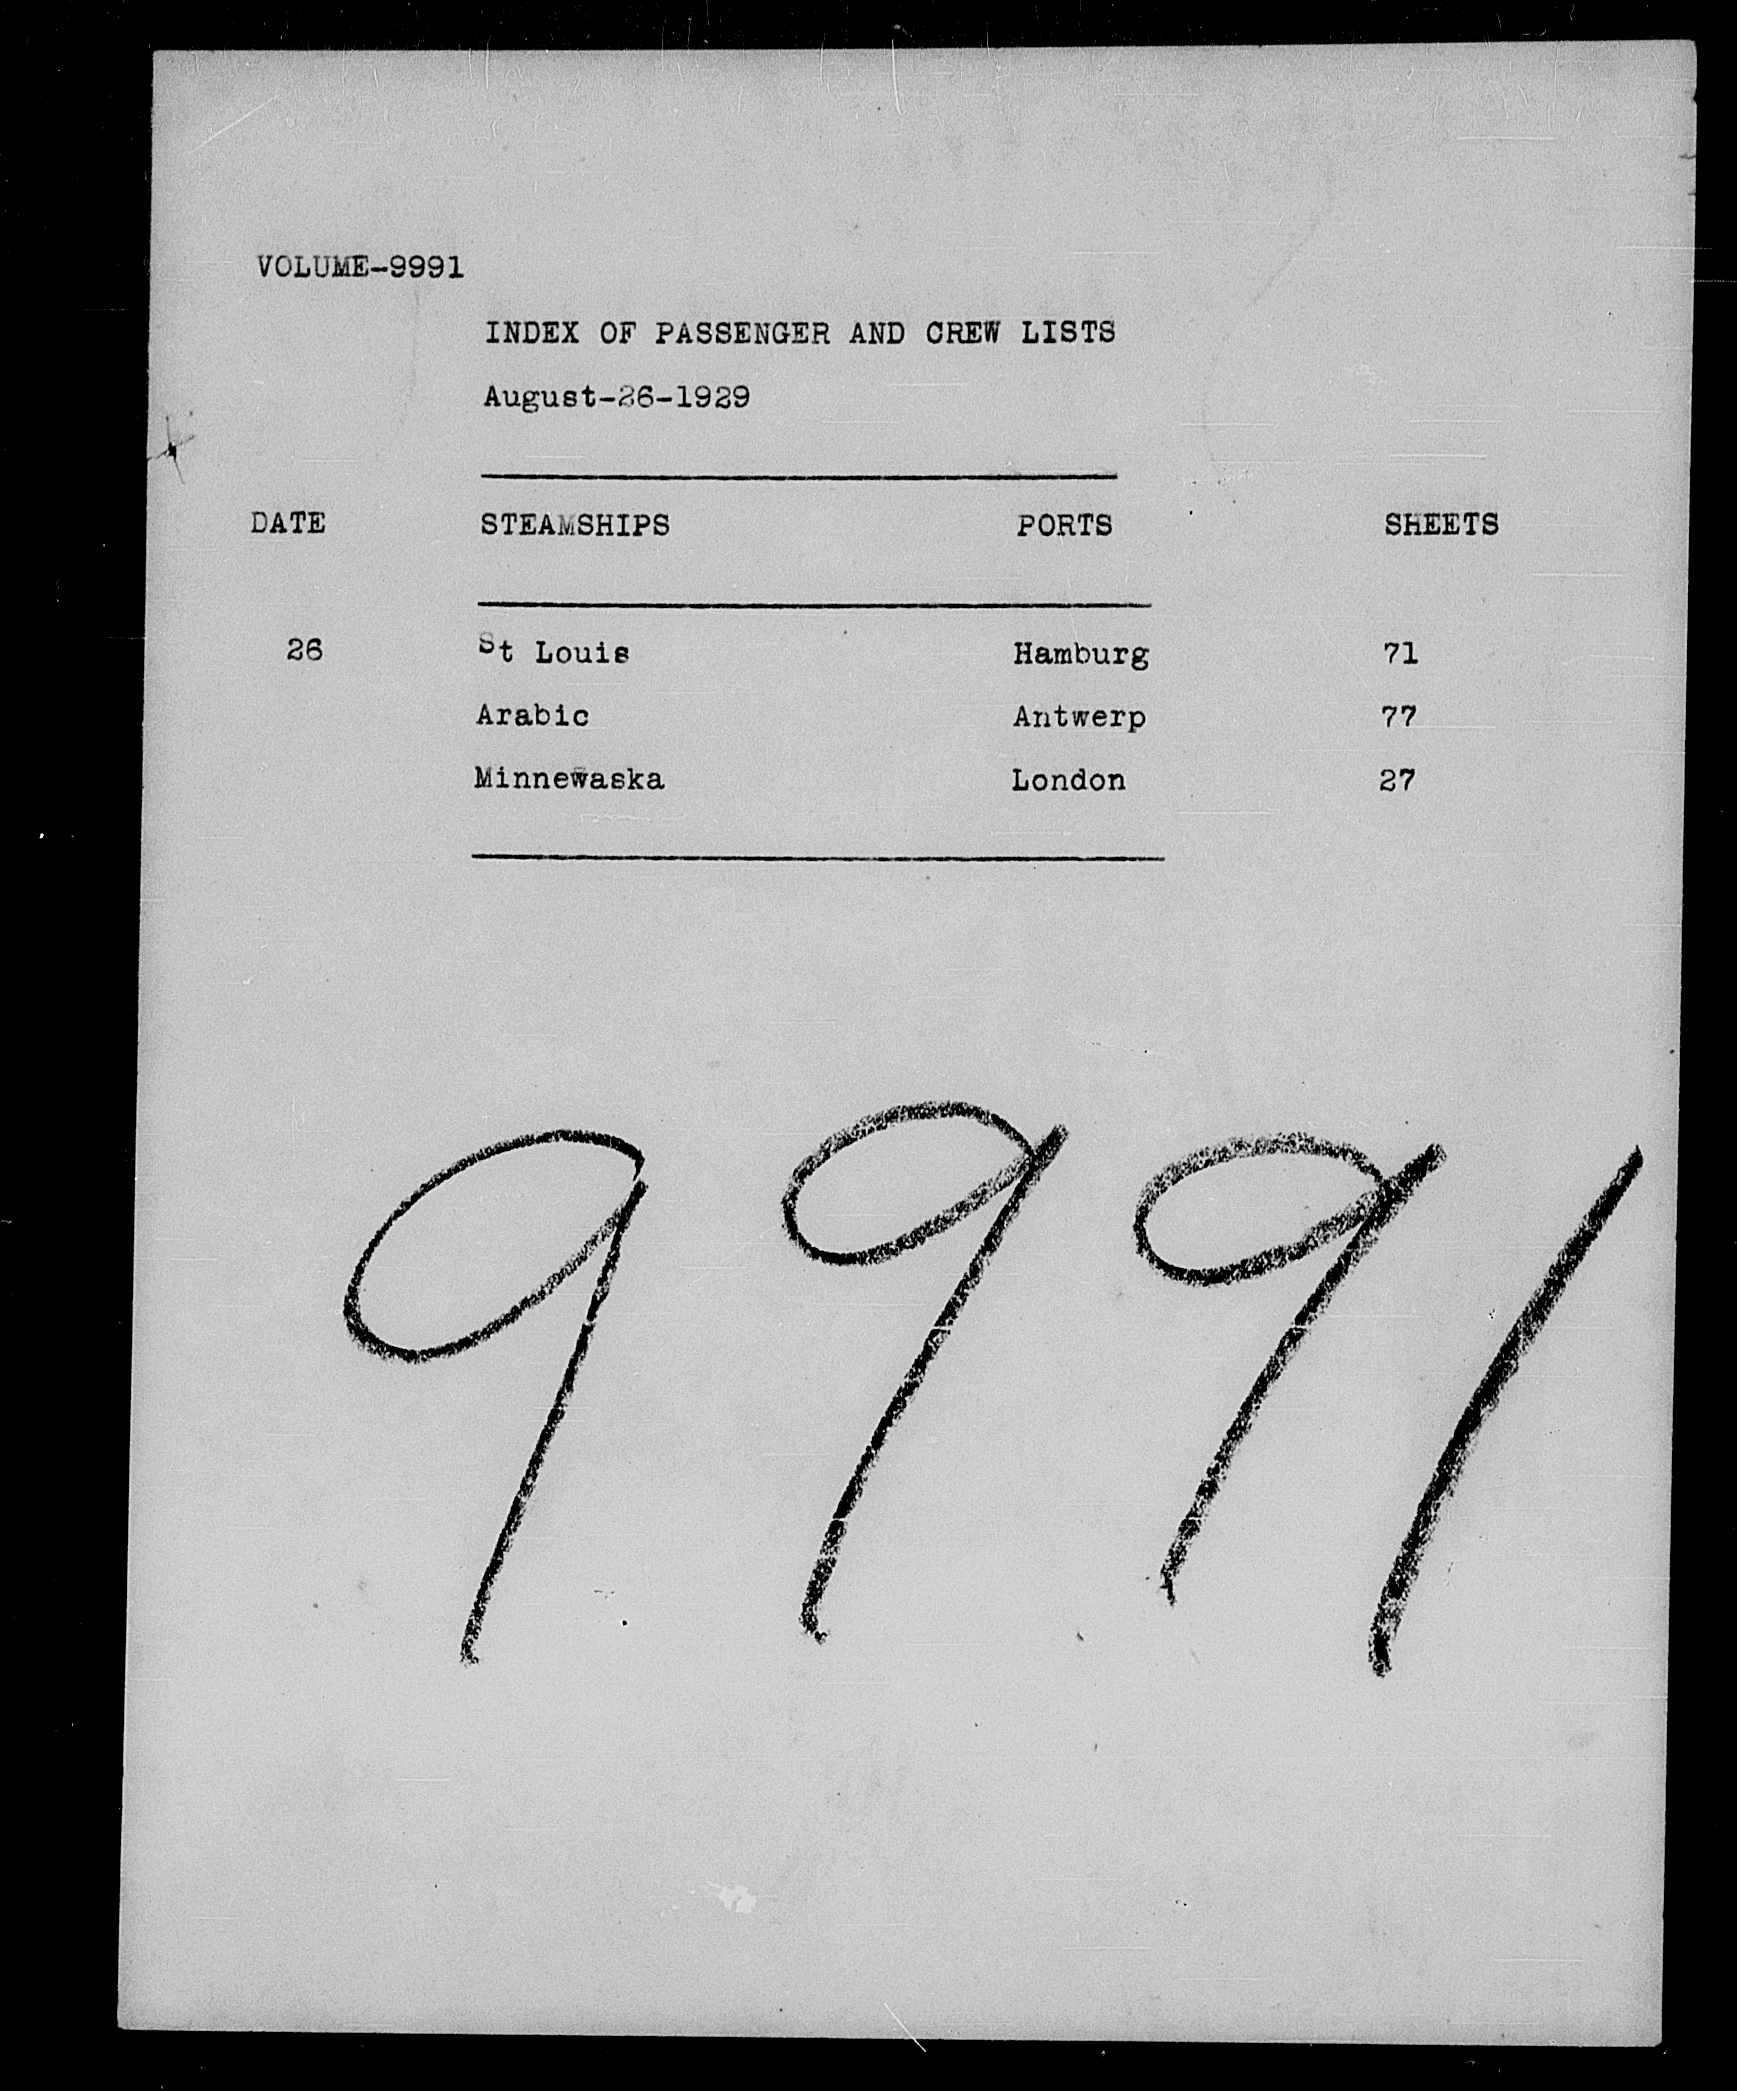 VOLUME-9991
INDEX OF PASSENGER AND CREW LISTS
August-26-1929
DATE STEAMSHIPS PORTS SHEETS
26 St Louis Hamburg 71
Arabic Antwerp 77
Minnewaska London 27
9991